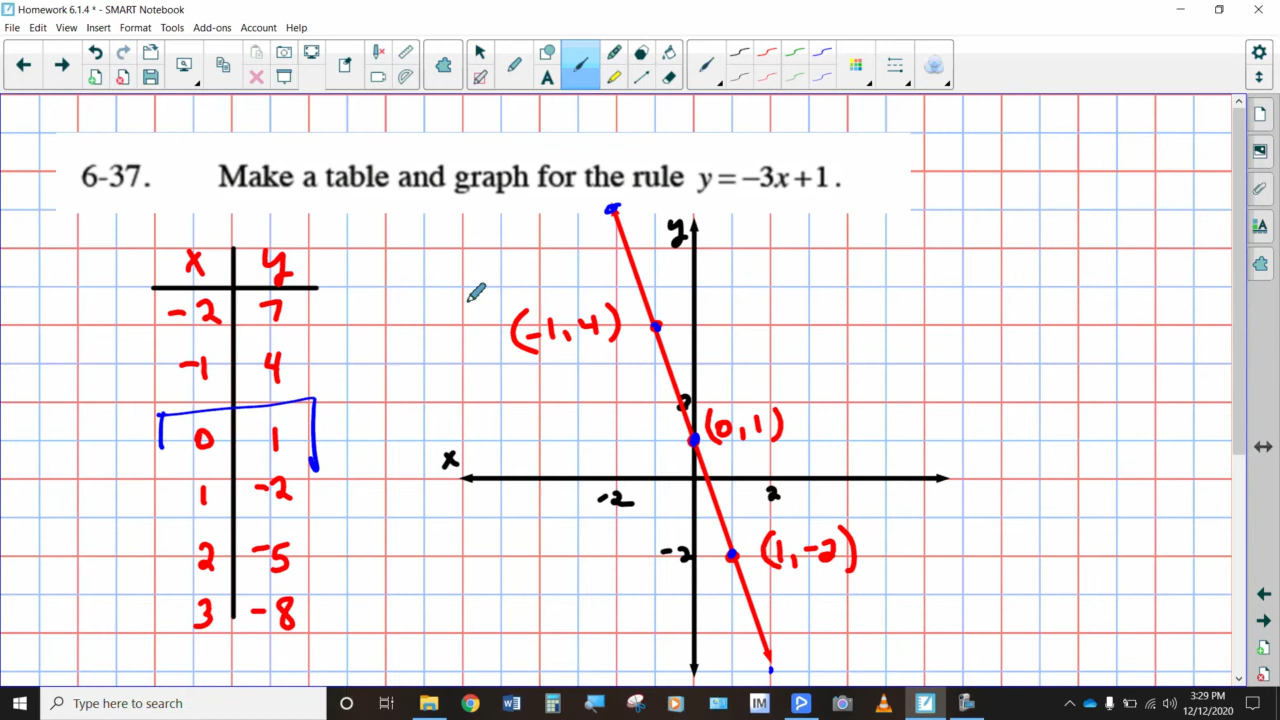 Homework 6.1.4 * - SMART Notebook
File Edit View Insert Format Tools Add-ons Account Help
6-37. Make a table and graph for the rule y=−3x+1.
x y
-2 7
-1 4
0 1
1 -2
2 -5
3 -8
y
(-1,4)
(0,1)
x
-2 2
-2 (1,-2)
Type here to search
3:29 PM
12/12/2020